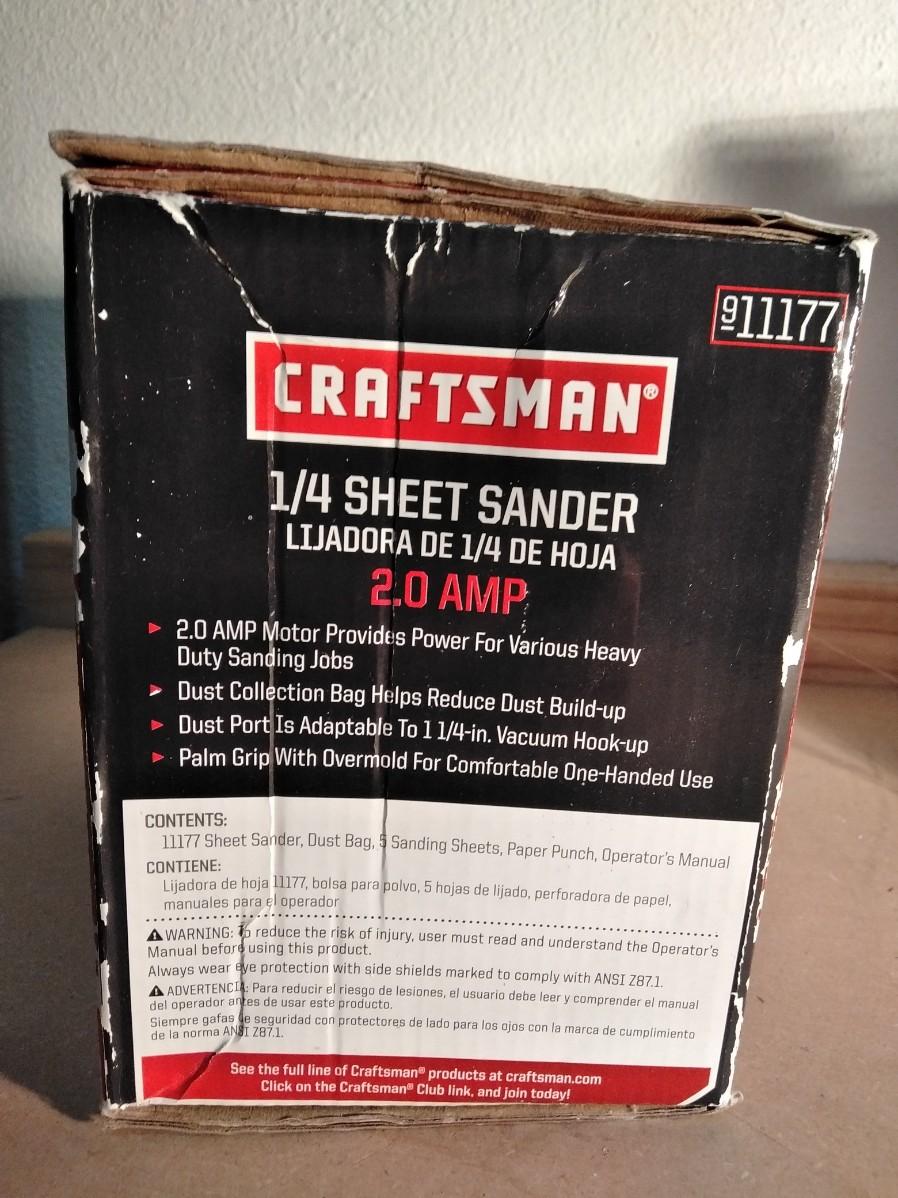 911177
CRAFTSMAN®
1/4 SHEET SANDER
LIJADORA DE 1/4 DE HOJA
2.0 AMP
2.0 AMP Motor Provides Power For Various Heavy
Duty Sanding Jobs
Dust Collection Bag Helps Reduce Dust Build-up
Dust Port Is Adaptable To 1 1/4-in. Vacuum Hook-up
Palm Grip With Overmold For Comfortable One-Handed Use
CONTENTS:
11177 Sheet Sander, Dust Bag, 5 Sanding Sheets, Paper Punch, Operator's Manual
CONTIENE:
Lijadora de hoja 11177, bolsa para polvo, 5 hojas de lijado, perforadora de papel,
manuales para el operador
WARNING: To reduce the risk of injury, user must read and understand the Operator's
Manual before using this product.
Always wear eye protection with side shields marked to comply with ANSI Z87.1.
ADVERTENCIA: Para reducir el riesgo de lesiones, el usuario debe leer y comprender el manual
del operador antes de usar este producto.
Siempre gafas de seguridad con protectores de lado para los ojos con la marca de cumplimiento
de la norma ANSI Z87.1.
See the full line of Craftsman® products at craftsman.com
Click on the Craftsman® Club link, and join today!